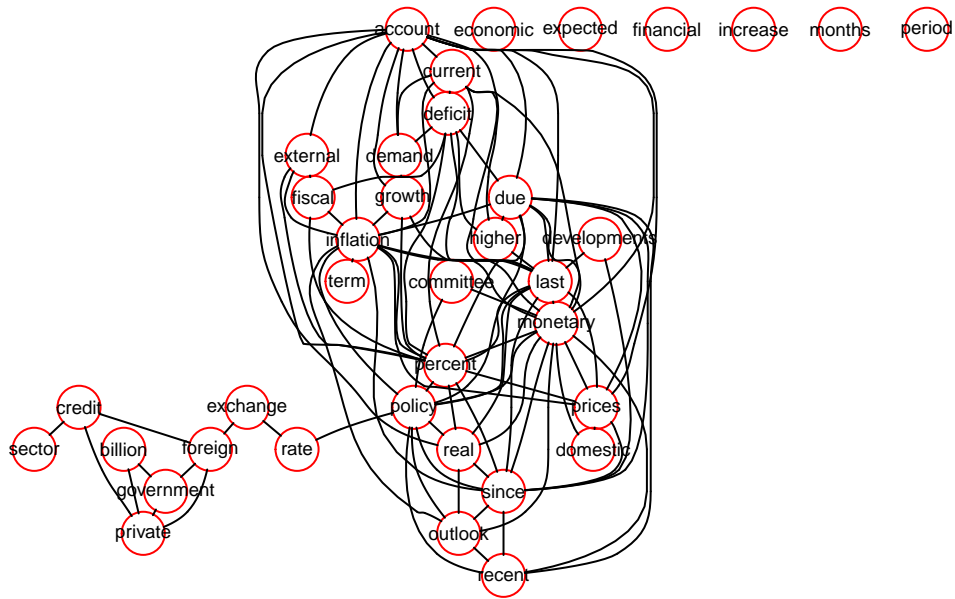 account
economic
expected
financial
increase
months
period
current
deficit
external
demand
fiscal
growth
due
inflation
higher
developments
term
committee
last
monetary
percent
credit
exchange
policy
prices
sector
billion
foreign
rate
real
domestic
government
since
private
outlook
recent